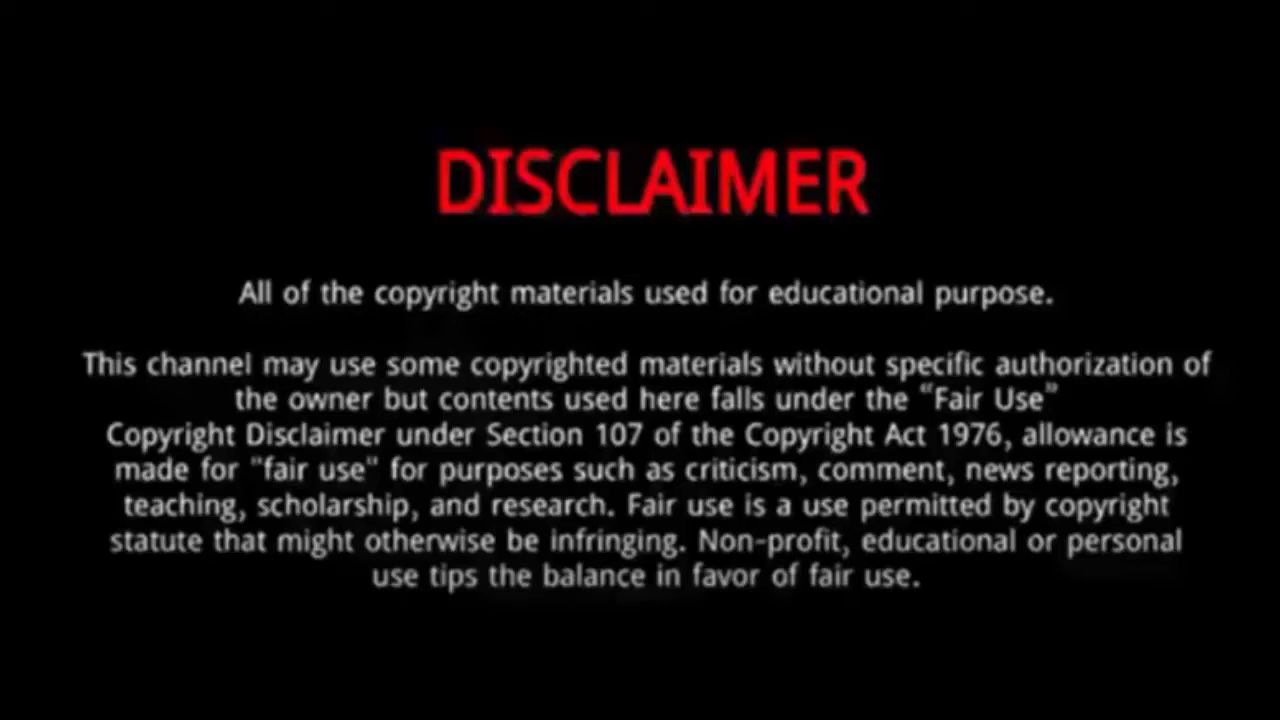 DISCLAIMER
All of the copyright materials used for educational purpose.
This channel may use some copyrighted materials without specific authorization of
the owner but contents used here falls under the “Fair Use”
Copyright Disclaimer under Section 107 of the Copyright Act 1976, allowance is
made for "fair use" for purposes such as criticism, comment, news reporting,
teaching, scholarship, and research. Fair use is a use permitted by copyright
statute that might otherwise be infringing. Non-profit, educational or personal
use tips the balance in favor of fair use.